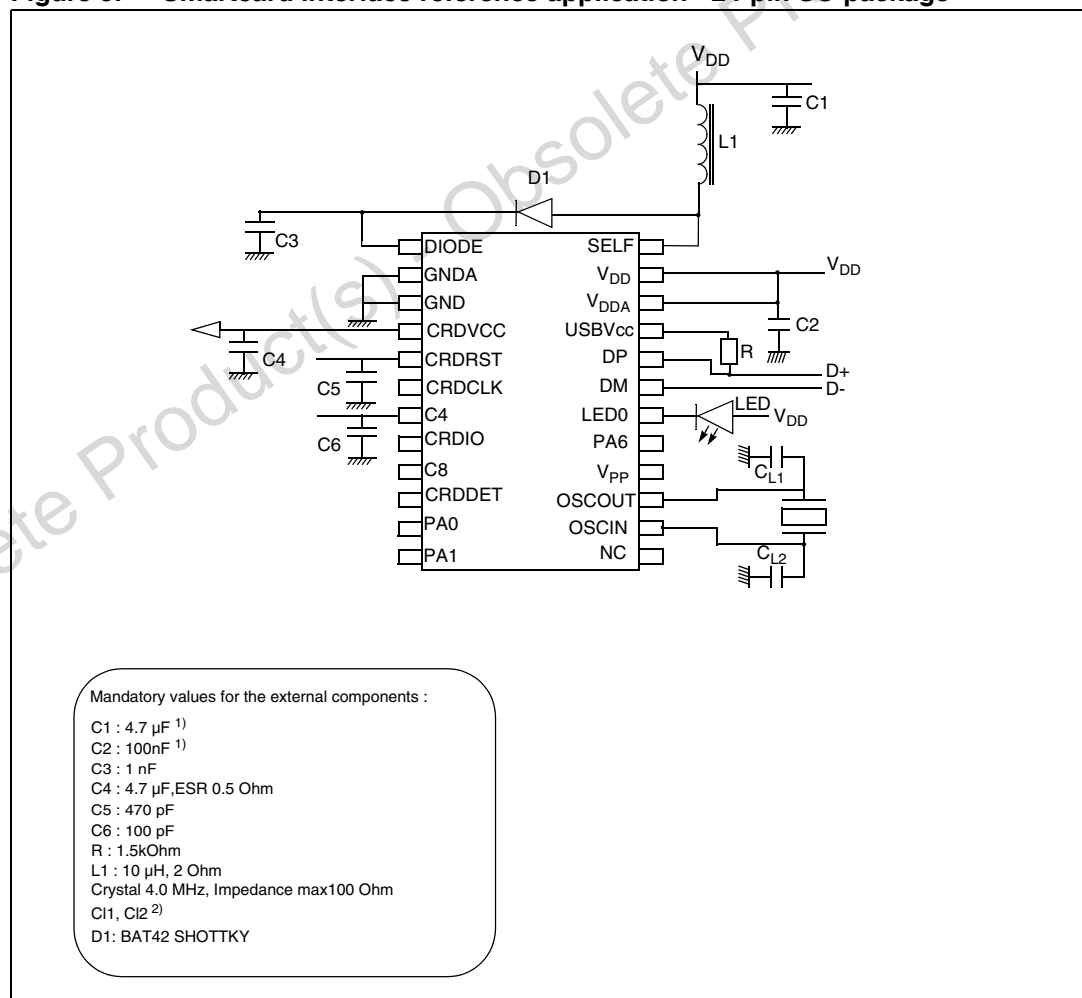 Figure 3. Smartcard interface reference application - 24-pin SO package
VDD
C1
L1
D1
C3
DIODE
GNDA
GND
CRDVCC
CRDRST
CRDCLK
C4
CRDIO
C8
CRDDET
PA0
PA1
SELF
VDD
VDDA
USBVcc
DP
DM
LED0
PA6
VPP
OSCOUT
OSCIN
NC
C4
C5
C6
VDD
C2
R
D+
D-
LED
VDD
CL1
CL2
Mandatory values for the external components :
C1 : 4.7 µF 1)
C2 : 100nF 1)
C3 : 1 nF
C4 : 4.7 µF,ESR 0.5 Ohm
C5 : 470 pF
C6 : 100 pF
R : 1.5kOhm
L1 : 10 µH, 2 Ohm
Crystal 4.0 MHz, Impedance max100 Ohm
Cl1, Cl2 2)
D1: BAT42 SHOTTKY
ete Product(s) - Obsolete Pro